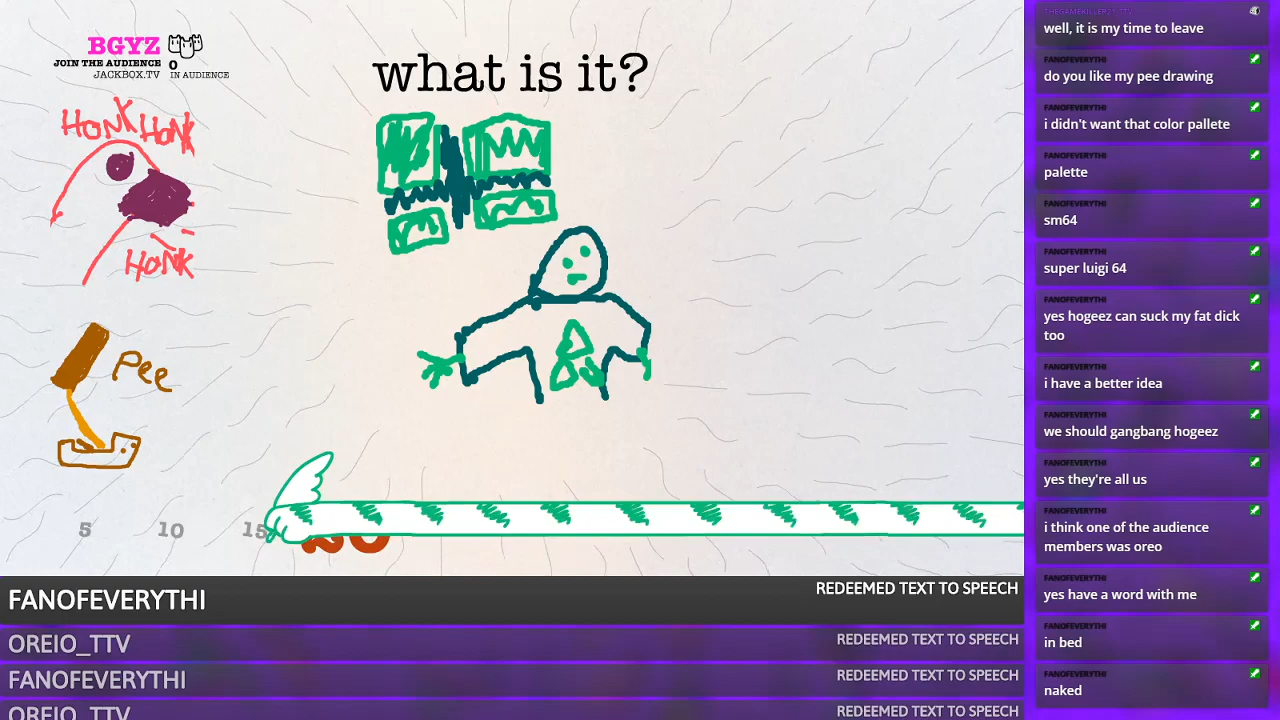 BGYZ
JOIN THE AUDIENCE
JACKBOX.TV
0
IN AUDIENCE
what is it?
HONK HONK
HONK
Pee
5 10 15
FANOFEVERYTHI REDEEMED TEXT TO SPEECH
OREIO_TTV REDEEMED TEXT TO SPEECH
FANOFEVERYTHI REDEEMED TEXT TO SPEECH
OREIO_TTV REDEEMED TEXT TO SPEECH
THEGAMEKILLER21_TTV
well, it is my time to leave
FANOFEVERYTHI
do you like my pee drawing
FANOFEVERYTHI
i didn't want that color pallete
FANOFEVERYTHI
palette
FANOFEVERYTHI
sm64
FANOFEVERYTHI
super luigi 64
FANOFEVERYTHI
yes hogeez can suck my fat dick
too
FANOFEVERYTHI
i have a better idea
FANOFEVERYTHI
we should gangbang hogeez
FANOFEVERYTHI
yes they're all us
FANOFEVERYTHI
i think one of the audience
members was oreo
FANOFEVERYTHI
yes have a word with me
FANOFEVERYTHI
in bed
FANOFEVERYTHI
naked